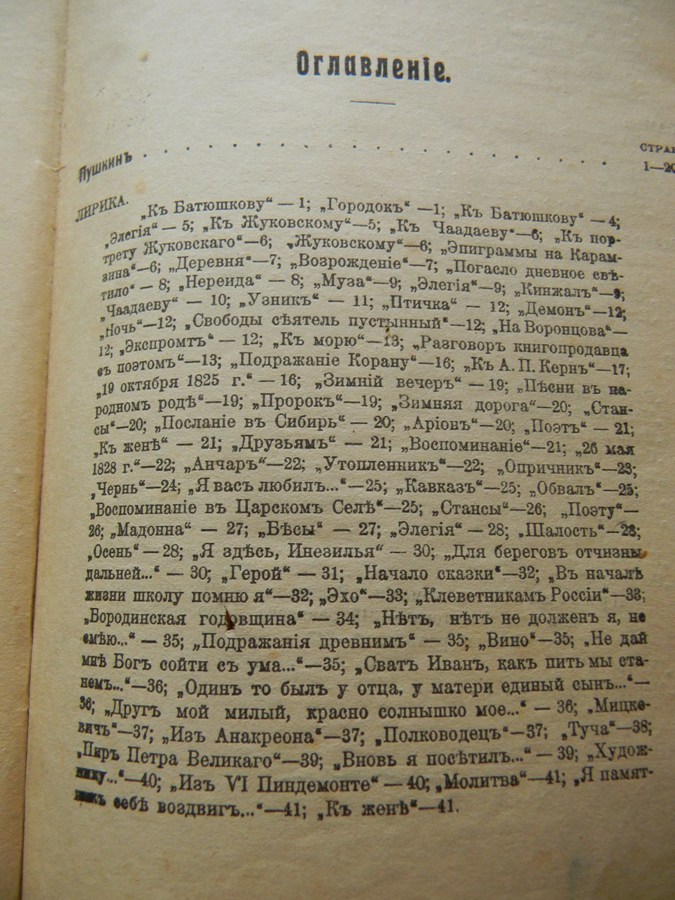 Оглавленіе.
СТРАН
Пушкинъ . . . . . . . . . . . . . . . . 1—20
ЛИРИКА. „Къ Батюшкову“ — 1; „Городокъ“ —1; „Къ Батюшкову“ — 4;
„Элегія“ — 5; „Къ Жуковскому“ —5; „Къ Чаадаеву“—6; „Къ пор-
трету Жуковскаго“—6; „Жуковскому“ —6; „Эпиграммы на Карам-
зина“—6; „Деревня“—7; „Возрожденіе“—7; „Погасло дневное свѣ-
тило“ — 8; „Нереида“ — 8; „Муза“—9; „Элегія“—9; „Кинжалъ“—9;
„Чаадаеву“ — 10; „Узникъ“ — 11; „Птичка“ — 12; „Демонъ“—12;
„Ночь“—12; „Свободы сѣятель пустынный“—12; „На Воронцова“
12; „Экспромтъ“ — 12; „Къ морю“—13; „Разговор книгопродавца
съ поэтомъ“—13; „Подражаніе Корану“—16; „Къ А. П. Кернъ“—17;
„19 октября 1825 г.“ — 16; „Зимній вечеръ“ — 19; „Пѣсни въ на-
родномъ родѣ“—19; „Пророкъ“—19; „Зимняя дорога“—20; „Стан-
сы“—20; „Посланіе въ Сибирь“ — 20; „Аріонъ“—20; „Поэтъ“ — 21;
„Къ женѣ“ — 21; „Друзьямъ“ — 21; „Воспоминаніе“—21; „26 мая
1828 г.“—22; „Анчаръ“—22; „Утопленникъ“—22; „Опричникъ“—23;
„Чернь“—24; „Я васъ любил...“—25; „Кавказъ“—25; „Обвалъ“—25;
„Воспоминаніе въ Царскомъ Селѣ“—25; „Стансы“—26; „Поэту“—
26; „Мадонна“ — 27; „Бѣсы“ — 27; „Элегія“ — 28; „Шалость“—28;
„Осень“ — 28; „Я здѣсь, Инезилья“ — 30; „Для береговъ отчизны
дальней...“ — 30; „Герой“ — 31; „Начало сказки“—32; „Въ началѣ
жизни школу помню я“—32; „Эхо“—33; „Клеветникамъ Россіи“—33;
„Бородинская годовщина“ — 34; „Нѣтъ, нѣтъ не долженъ я, не
смѣю...“ — 35; „Подражанія древнимъ“ — 35; „Вино“—35; „Не дай
мнѣ Богъ сойти съ ума...“—35; „Сватъ Иванъ, какъ пить мы ста-
немъ...“—36; „Одинъ то былъ у отца, у матери единый сынъ...“—
36; „Другъ мой милый, красно солнышко мое...“ — 36; „Мицке-
вичъ“—37; „Изъ Анакреона“—37; „Полководецъ“—37; „Туча“—38;
„Пиръ Петра Великаго“—39; „Вновь я посѣтил...“ — 39; „Худож-
нику...“—40; „Изъ VI Пиндемонте“ — 40; „Молитва“—41; „Я памят-
никъ себѣ воздвигъ...“—41; „Къ женѣ“—41.